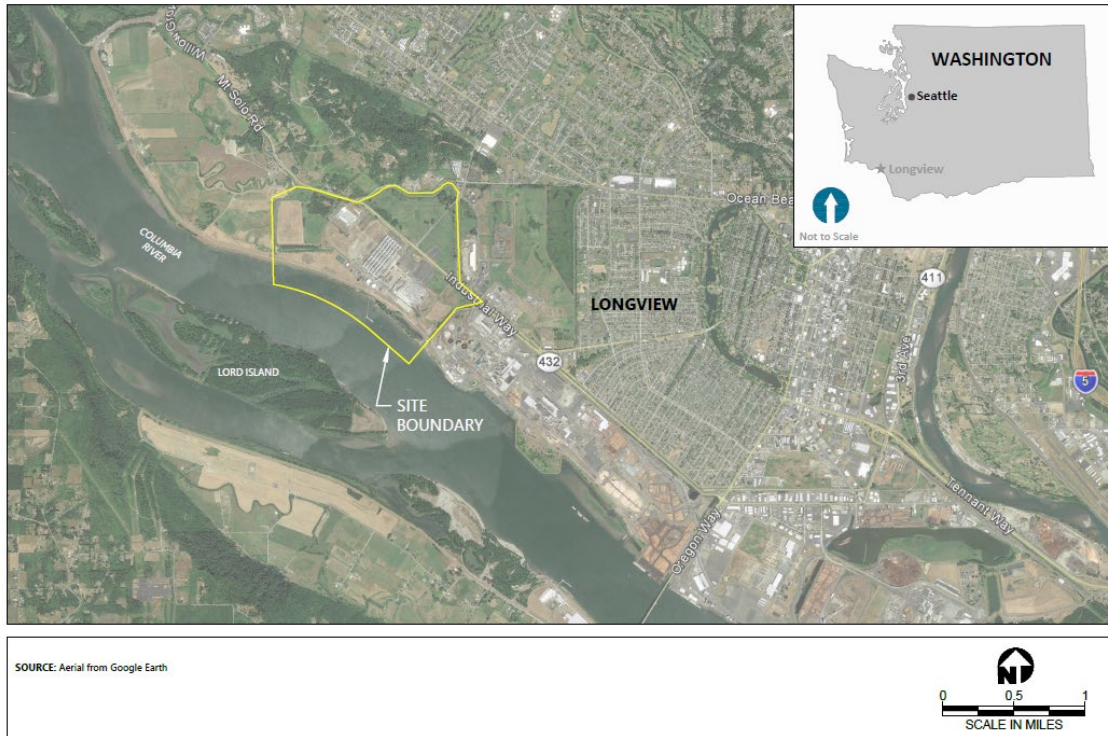 Willow Gro
Mt Solo Rd
WASHINGTON
Seattle
Longview
Not to Scale
Ocean Bea
COLUMBIA
RIVER
Industrial Way
LONGVIEW
411
432
3rd Ave
5
LORD ISLAND
SITE
BOUNDARY
Tennant Way
Oregon Way
SOURCE: Aerial from Google Earth
N
0 0.5 1
SCALE IN MILES